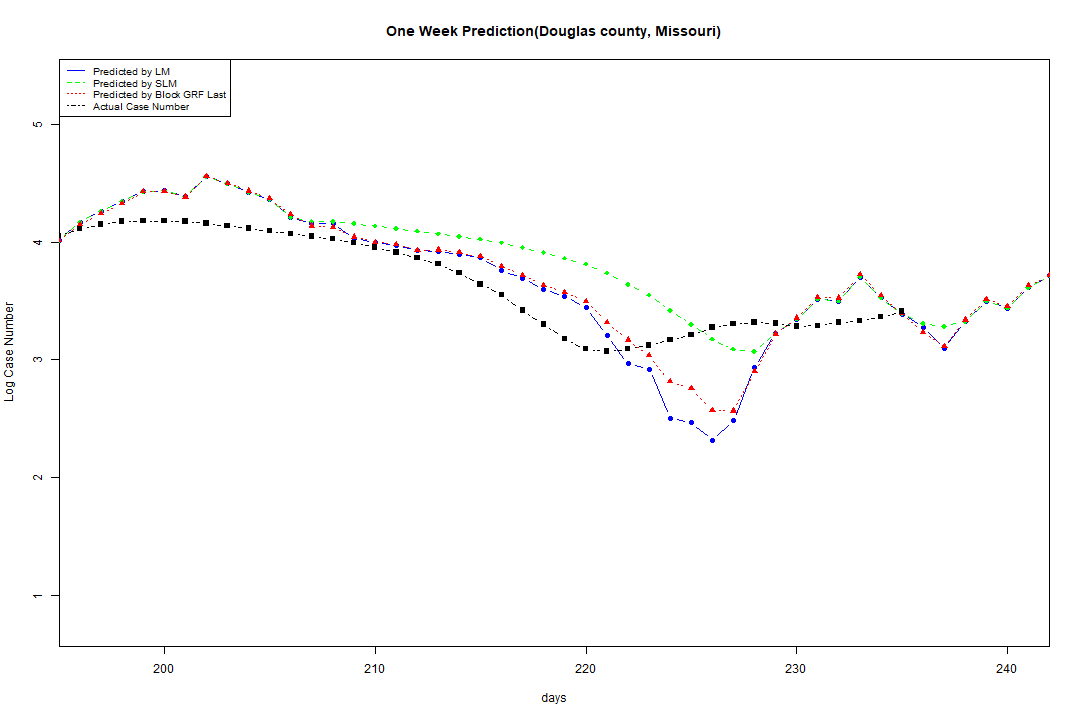 One Week Prediction(Douglas county, Missouri)
Predicted by LM
Predicted by SLM
Predicted by Block GRF Last
Actual Case Number
5
4
3
2
1
Log Case Number
200 210 220 230 240
days